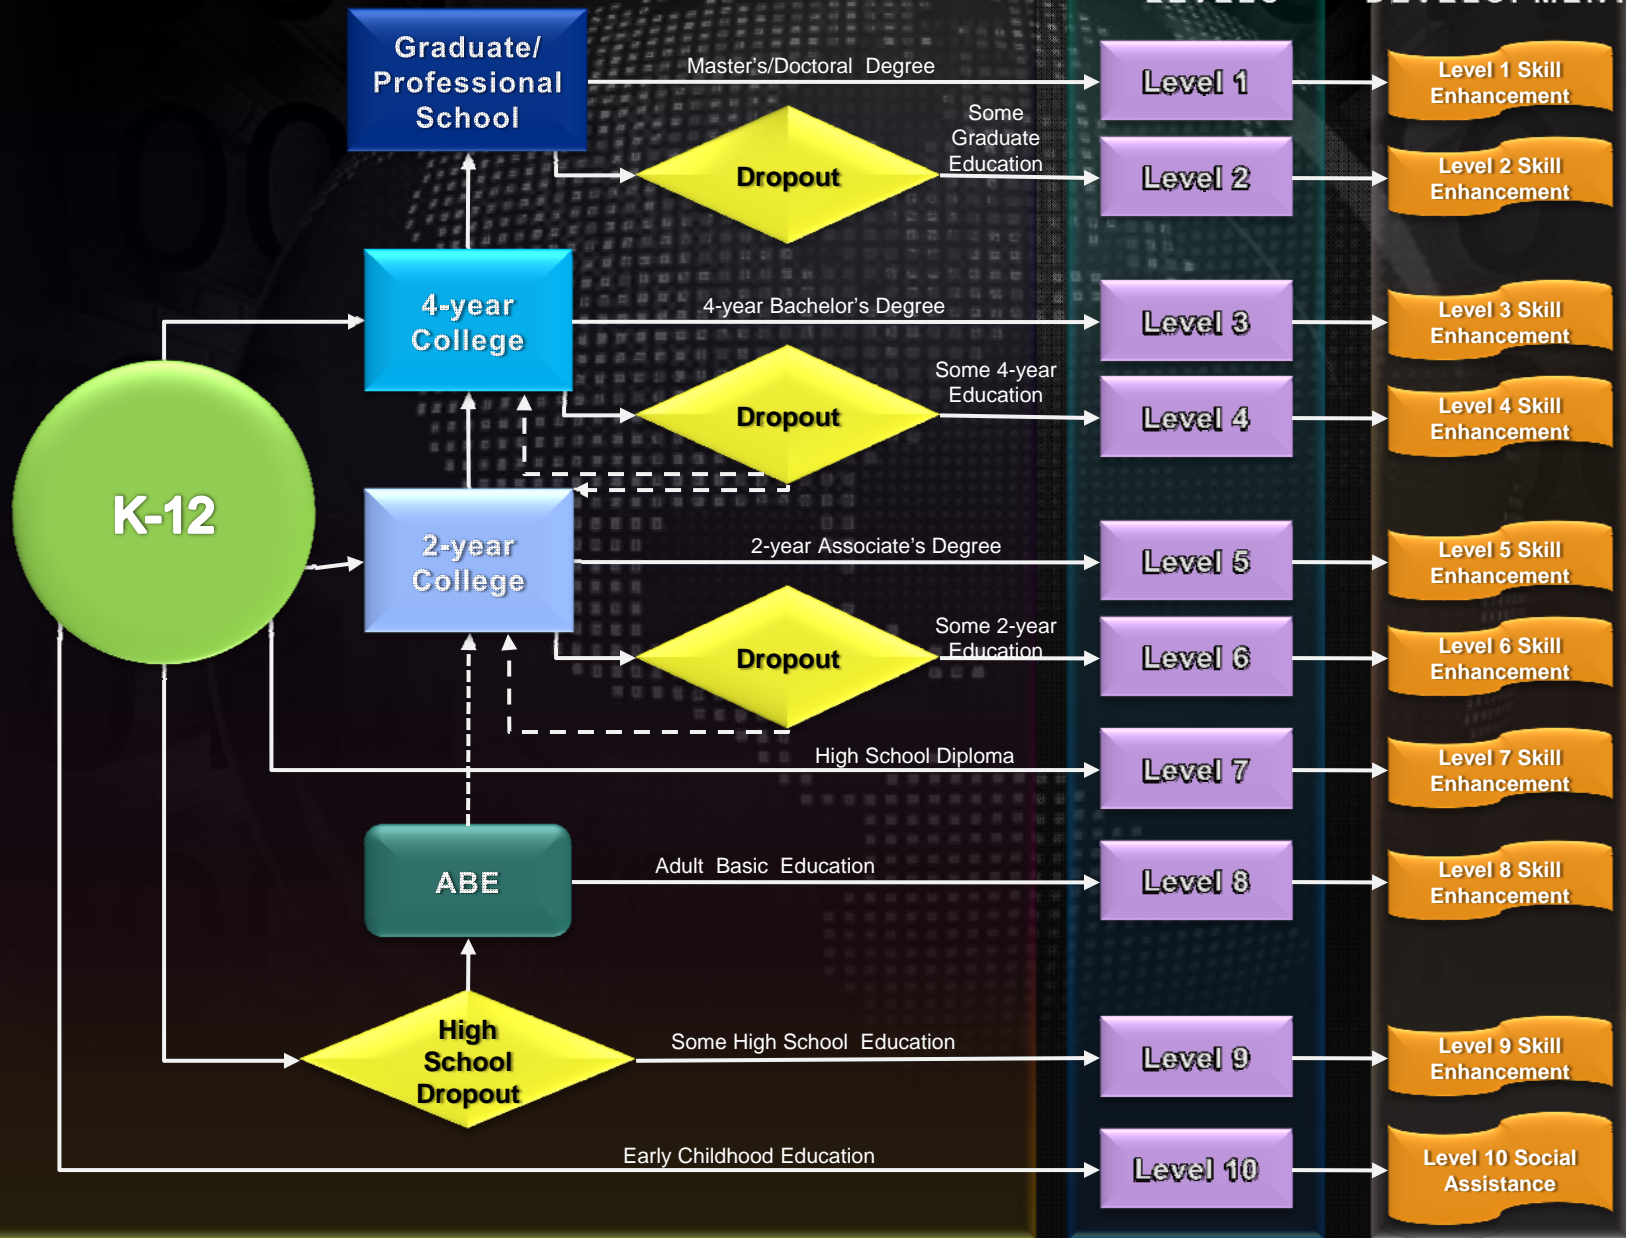 LEVELS
DEVELOPMENT
Graduate/
Professional
School
Master's/Doctoral Degree
Level 1
Level 1 Skill
Enhancement
Dropout
Some
Graduate
Education
Level 2
Level 2 Skill
Enhancement
4-year
College
4-year Bachelor's Degree
Level 3
Level 3 Skill
Enhancement
Dropout
Some 4-year
Education
Level 4
Level 4 Skill
Enhancement
K-12
2-year
College
2-year Associate's Degree
Level 5
Level 5 Skill
Enhancement
Dropout
Some 2-year
Education
Level 6
Level 6 Skill
Enhancement
High School Diploma
Level 7
Level 7 Skill
Enhancement
ABE
Adult Basic Education
Level 8
Level 8 Skill
Enhancement
High
School
Dropout
Some High School Education
Level 9
Level 9 Skill
Enhancement
Early Childhood Education
Level 10
Level 10 Social
Assistance